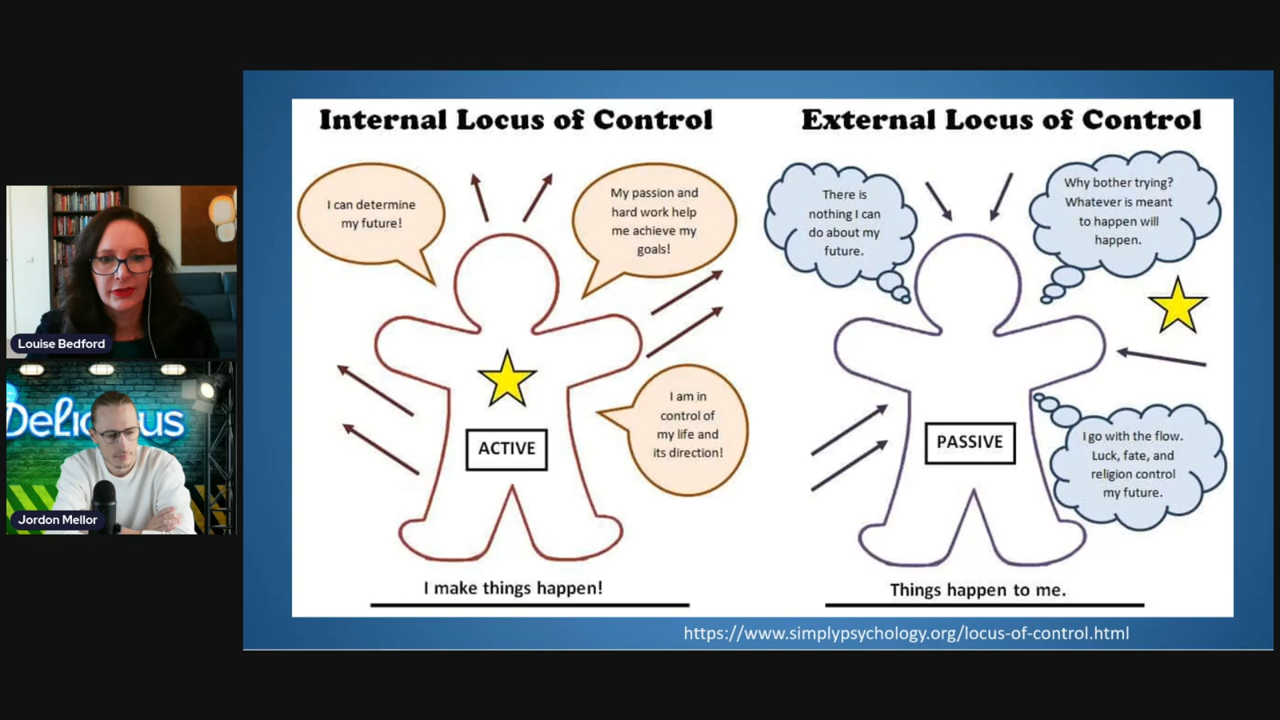 Internal Locus of Control
I can determine
my future!
My passion and
hard work help
me achieve my
goals!
I am in
control of
my life and
its direction!
ACTIVE
I make things happen!
External Locus of Control
There is
nothing I can
do about my
future.
Why bother trying?
Whatever is meant
to happen will
happen.
I go with the flow.
Luck, fate, and
religion control
my future.
PASSIVE
Things happen to me.
https://www.simplypsychology.org/locus-of-control.html
Louise Bedford
Jordon Mellor